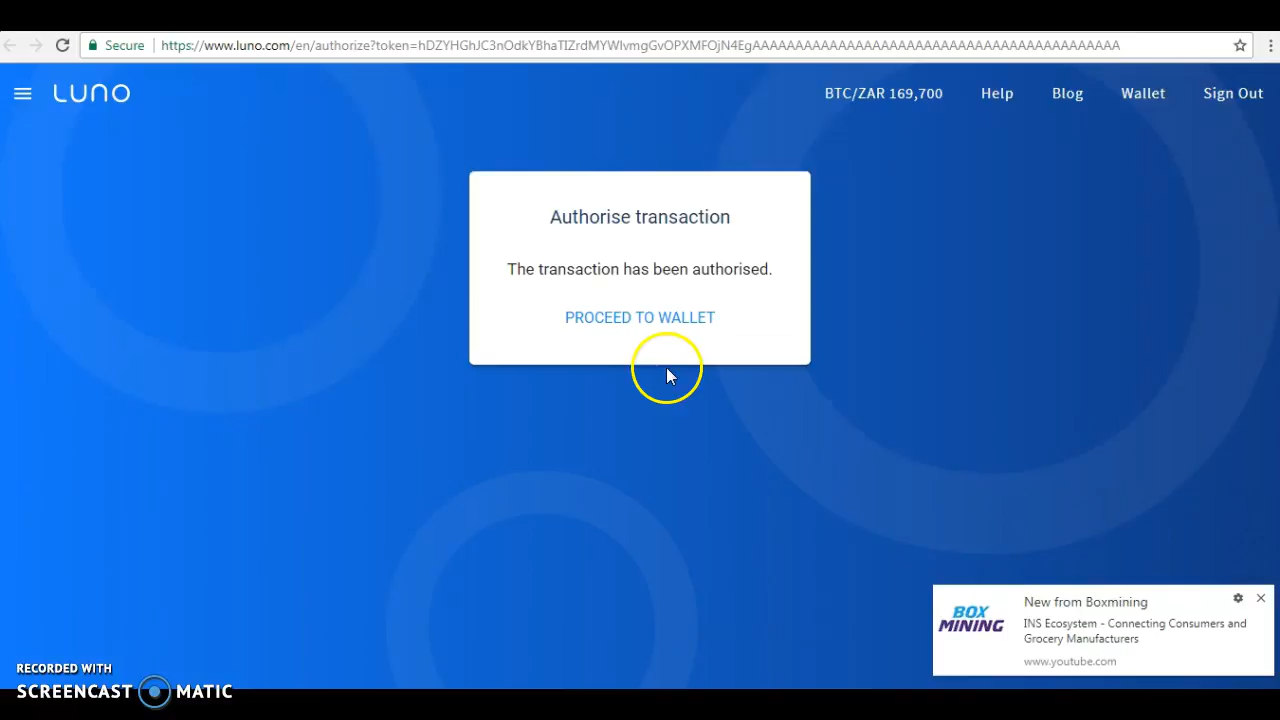 Secure https://www.luno.com/en/authorize?token=hDZYHGhJC3nOdkYBhaTIZrdMYWlvmgGvOPXMFOjN4EgAAAAAAAAAAAAAAAAAAAAAAAAAAAAAAAAAAAAAAAAAAA
LUNO
BTC/ZAR 169,700 Help Blog Wallet Sign Out
Authorise transaction
The transaction has been authorised.
PROCEED TO WALLET
BOX
MINING
New from Boxmining
INS Ecosystem - Connecting Consumers and
Grocery Manufacturers
www.youtube.com
RECORDED WITH
SCREENCAST MATIC